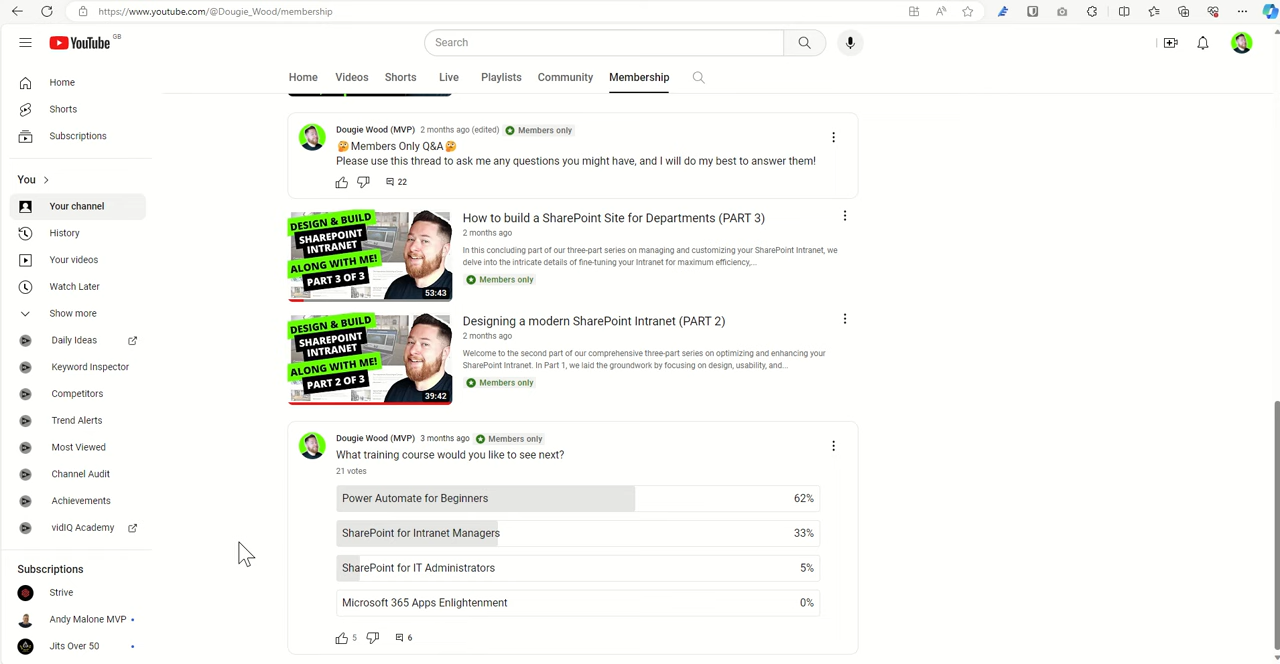 https://www.youtube.com/@Dougie_Wood/membership
YouTube GB
Search
Home Videos Shorts Live Playlists Community Membership
Home
Shorts
Subscriptions
You
Your channel
History
Your videos
Watch Later
Show more
Daily Ideas
Keyword Inspector
Competitors
Trend Alerts
Most Viewed
Channel Audit
Achievements
vidIQ Academy
Subscriptions
Strive
Andy Malone MVP
Jits Over 50
Dougie Wood (MVP) 2 months ago (edited) Members only
🤔Members Only Q&A🤔
Please use this thread to ask me any questions you might have, and I will do my best to answer them!
22
DESIGN & BUILD
SHAREPOINT
INTRANET
ALONG WITH ME!
PART 3 OF 3
53:43
How to build a SharePoint Site for Departments (PART 3)
2 months ago
In this concluding part of our three-part series on managing and customizing your SharePoint Intranet, we
delve into the intricate details of fine-tuning your Intranet for maximum efficiency,...
Members only
DESIGN & BUILD
SHAREPOINT
INTRANET
ALONG WITH ME!
PART 2 OF 3
39:42
Designing a modern SharePoint Intranet (PART 2)
2 months ago
Welcome to the second part of our comprehensive three-part series on optimizing and enhancing your
SharePoint Intranet. In Part 1, we laid the groundwork by focusing on design, usability, and...
Members only
Dougie Wood (MVP) 3 months ago Members only
What training course would you like to see next?
21 votes
Power Automate for Beginners 62%
SharePoint for Intranet Managers 33%
SharePoint for IT Administrators 5%
Microsoft 365 Apps Enlightenment 0%
5 6